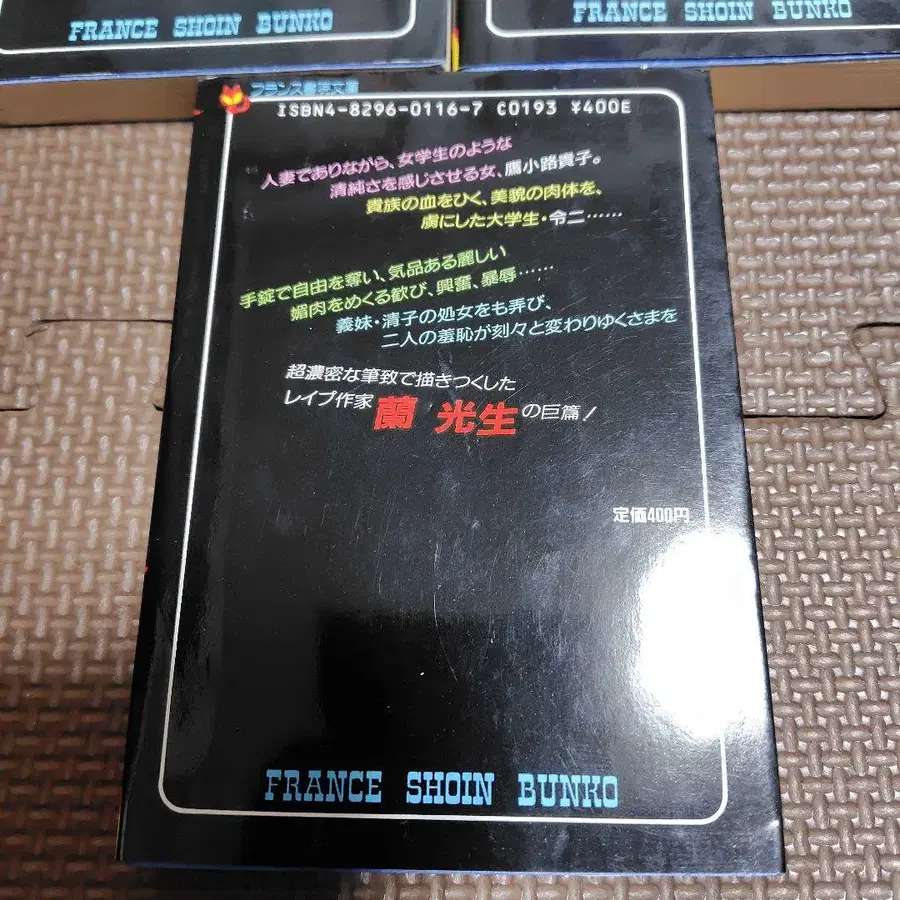 FRANCE SHOIN BUNKO
FRANCE SHOIN BUNKO
フランス書院文庫
ISBN4-8296-0116-7 C0193 ¥400E
人妻でありながら、女学生のような
清純さを感じさせる女、鷹小路貴子。
貴族の血をひく、美貌の肉体を、
虜にした大学生・令二……
手錠で自由を奪い、気品ある麗しい
媚肉をめくる歓び、興奮、暴辱……
義妹・清子の処女をも弄び、
二人の羞恥が刻々と変わりゆくさまを
超濃密な筆致で描きつくした
レイプ作家 蘭 光生 の巨篇!
定価400円
FRANCE SHOIN BUNKO